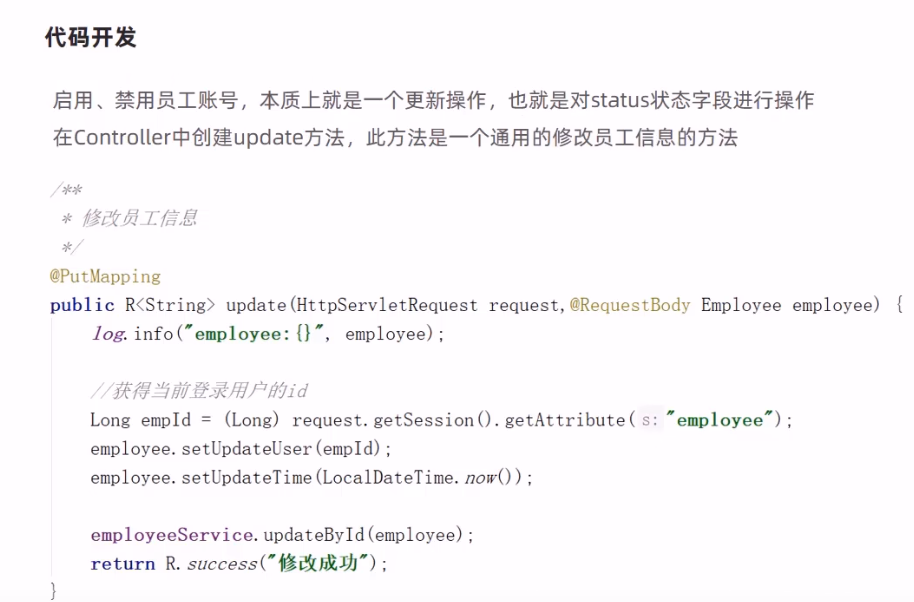 代码开发
启用、禁用员工账号，本质上就是一个更新操作，也就是对status状态字段进行操作
在Controller中创建update方法，此方法是一个通用的修改员工信息的方法
/**
 * 修改员工信息
 */
@PutMapping
public R<String> update(HttpServletRequest request,@RequestBody Employee employee) {
    log.info("employee:{}", employee);
    //获得当前登录用户的id
    Long empId = (Long) request.getSession().getAttribute( s: "employee");
    employee.setUpdateUser(empId);
    employee.setUpdateTime(LocalDateTime.now());
    employeeService.updateById(employee);
    return R.success("修改成功");
}